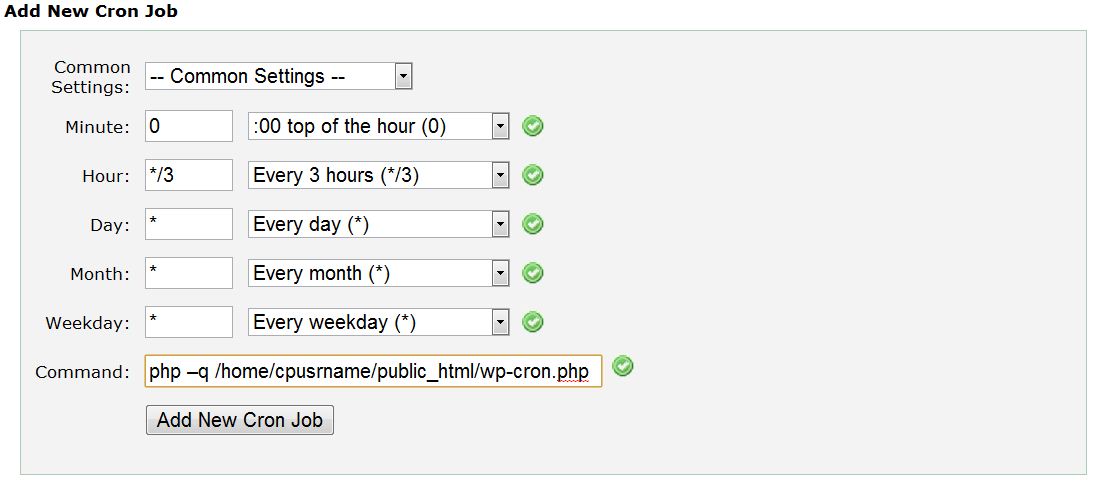 Add New Cron Job
Common Settings: -- Common Settings --
Minute: 0 :00 top of the hour (0)
Hour: */3 Every 3 hours (*/3)
Day: * Every day (*)
Month: * Every month (*)
Weekday: * Every weekday (*)
Command: php –q /home/cpusrname/public_html/wp-cron.php
Add New Cron Job